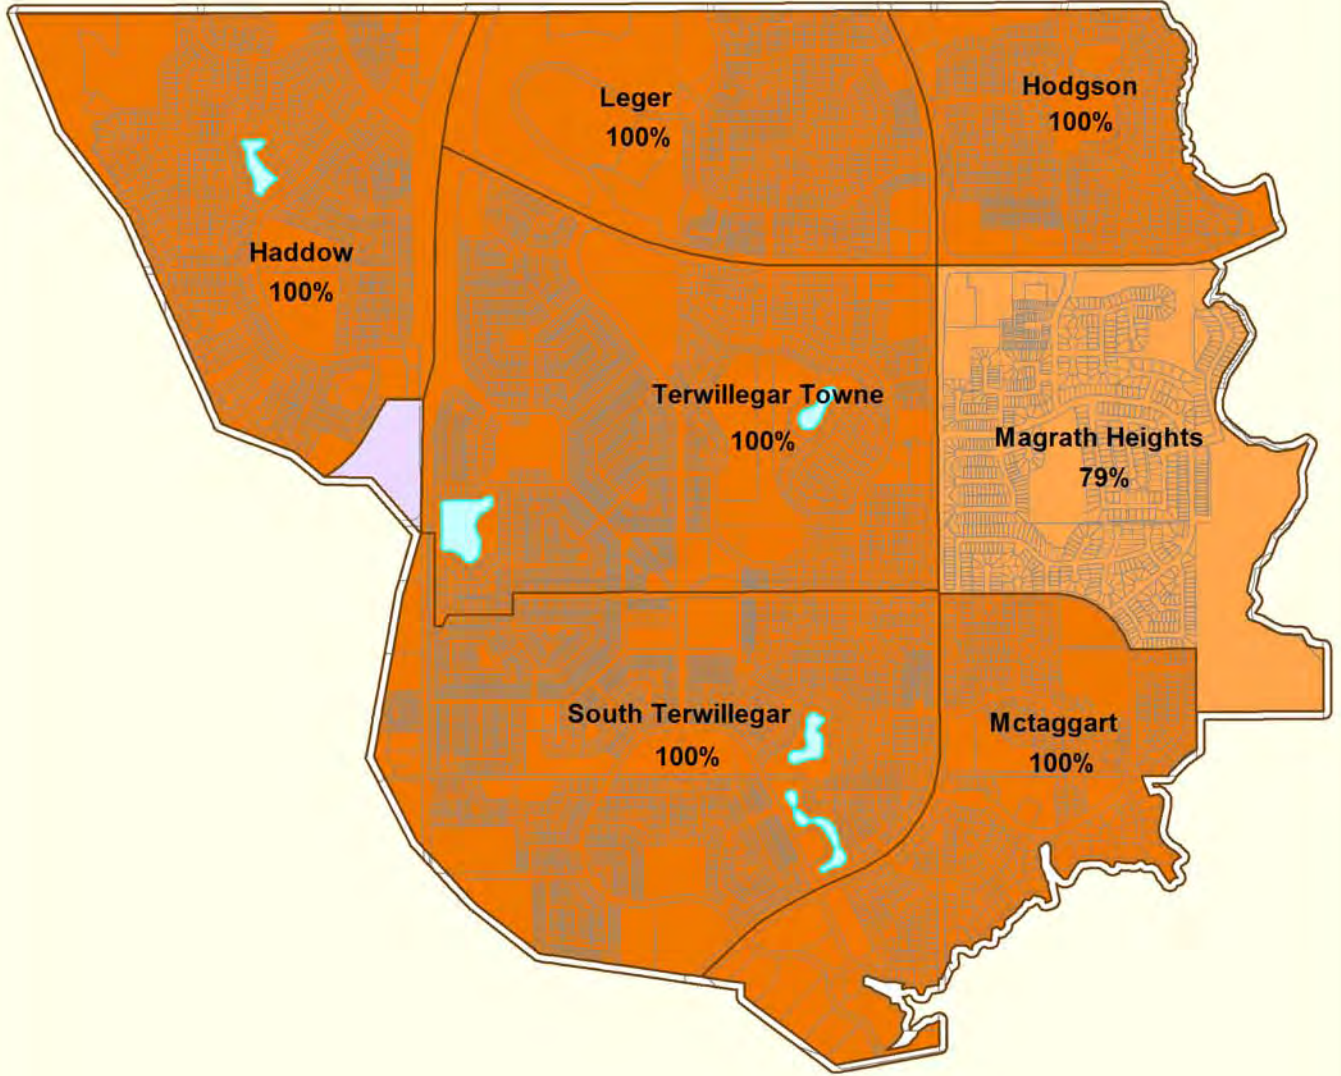 Leger
100%
Hodgson
100%
Haddow
100%
Terwillegar Towne
100%
Magrath Heights
79%
South Terwillegar
100%
Mctaggart
100%